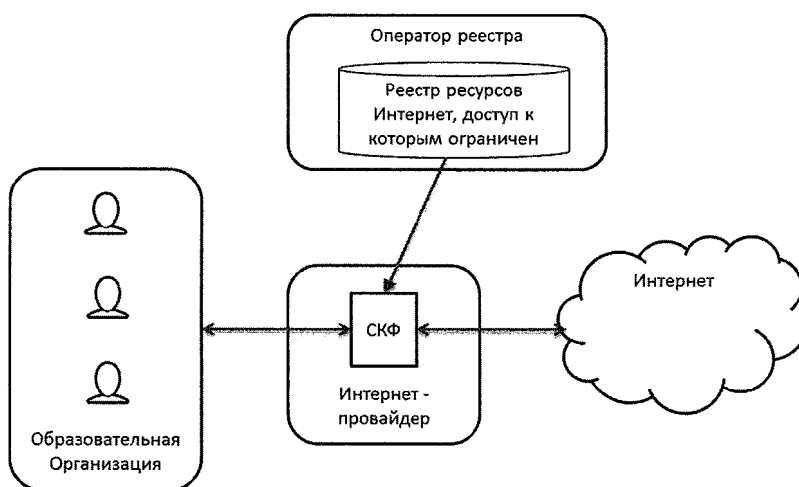 Оператор реестра
Реестр ресурсов
Интернет, доступ к
которым ограничен
Интернет
СКФ
Интернет -
провайдер
Образовательная
Организация